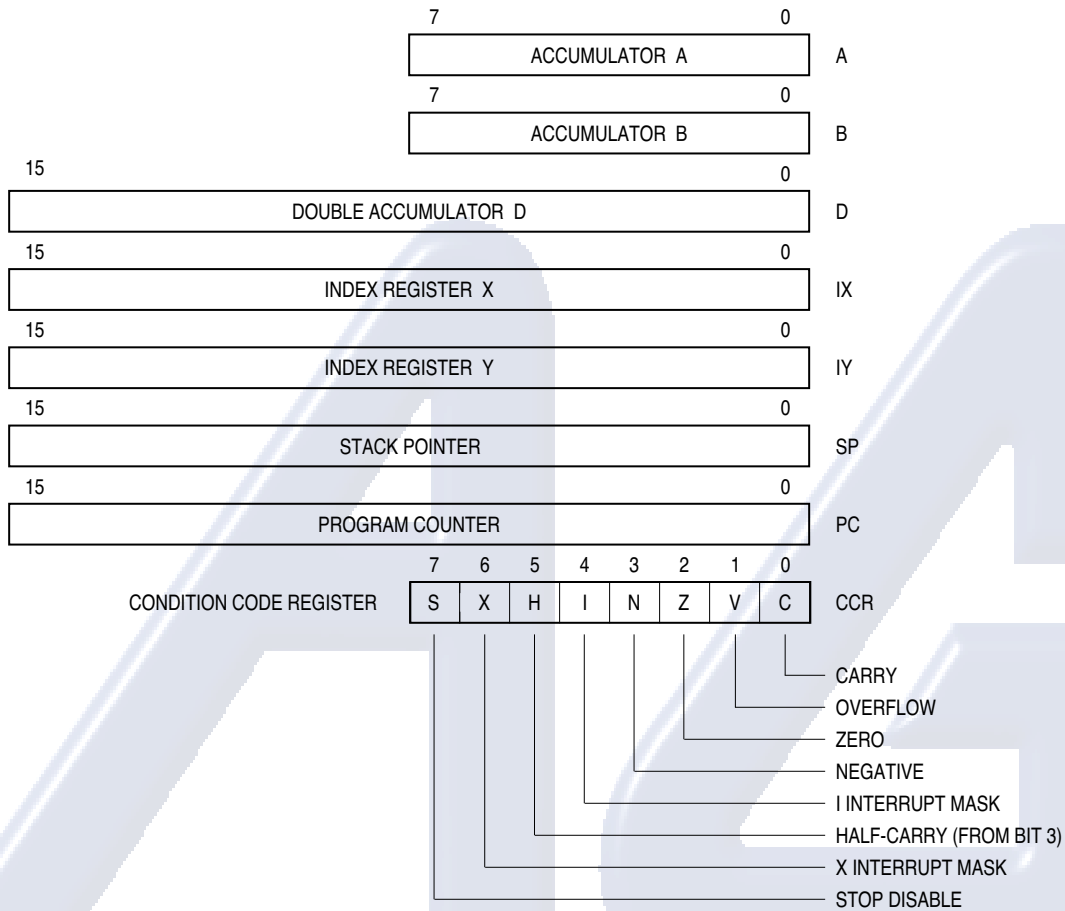 7 0
ACCUMULATOR A A
7 0
ACCUMULATOR B B
15 0
DOUBLE ACCUMULATOR D D
15 0
INDEX REGISTER X IX
15 0
INDEX REGISTER Y IY
15 0
STACK POINTER SP
15 0
PROGRAM COUNTER PC
7 6 5 4 3 2 1 0
CONDITION CODE REGISTER S X H I N Z V C CCR
CARRY
OVERFLOW
ZERO
NEGATIVE
I INTERRUPT MASK
HALF-CARRY (FROM BIT 3)
X INTERRUPT MASK
STOP DISABLE